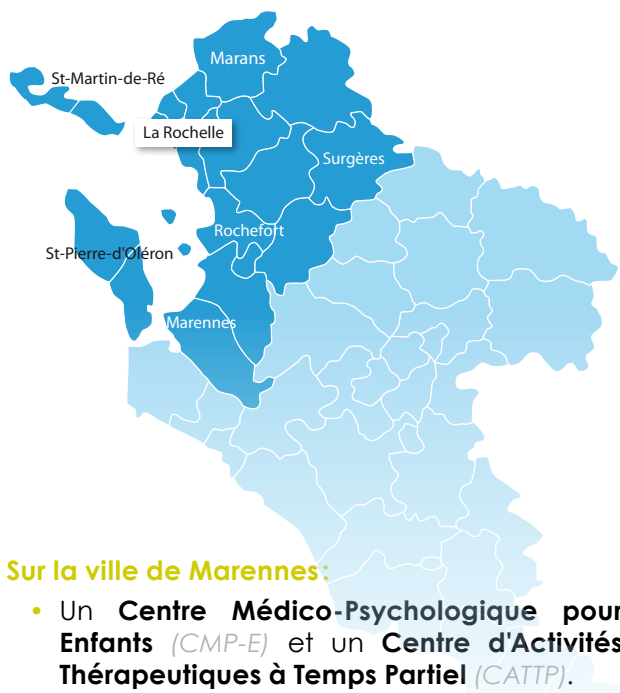 Marans
St-Martin-de-Ré
La Rochelle
Surgères
Rochefort
St-Pierre-d'Oléron
Marennes
Sur la ville de Marennes:
• Un Centre Médico-Psychologique pour
Enfants (CMP-E) et un Centre d'Activités
Thérapeutiques à Temps Partiel (CATTP).